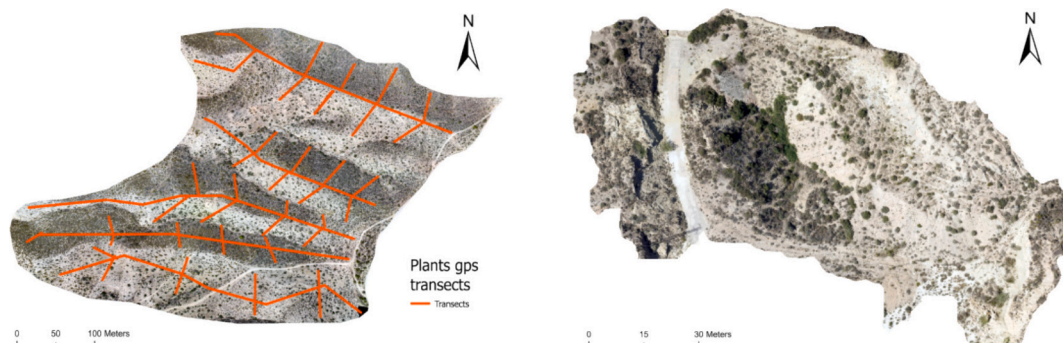 N
Plants gps
transects
Transects
0 50 100 Meters
N
0 15 30 Meters